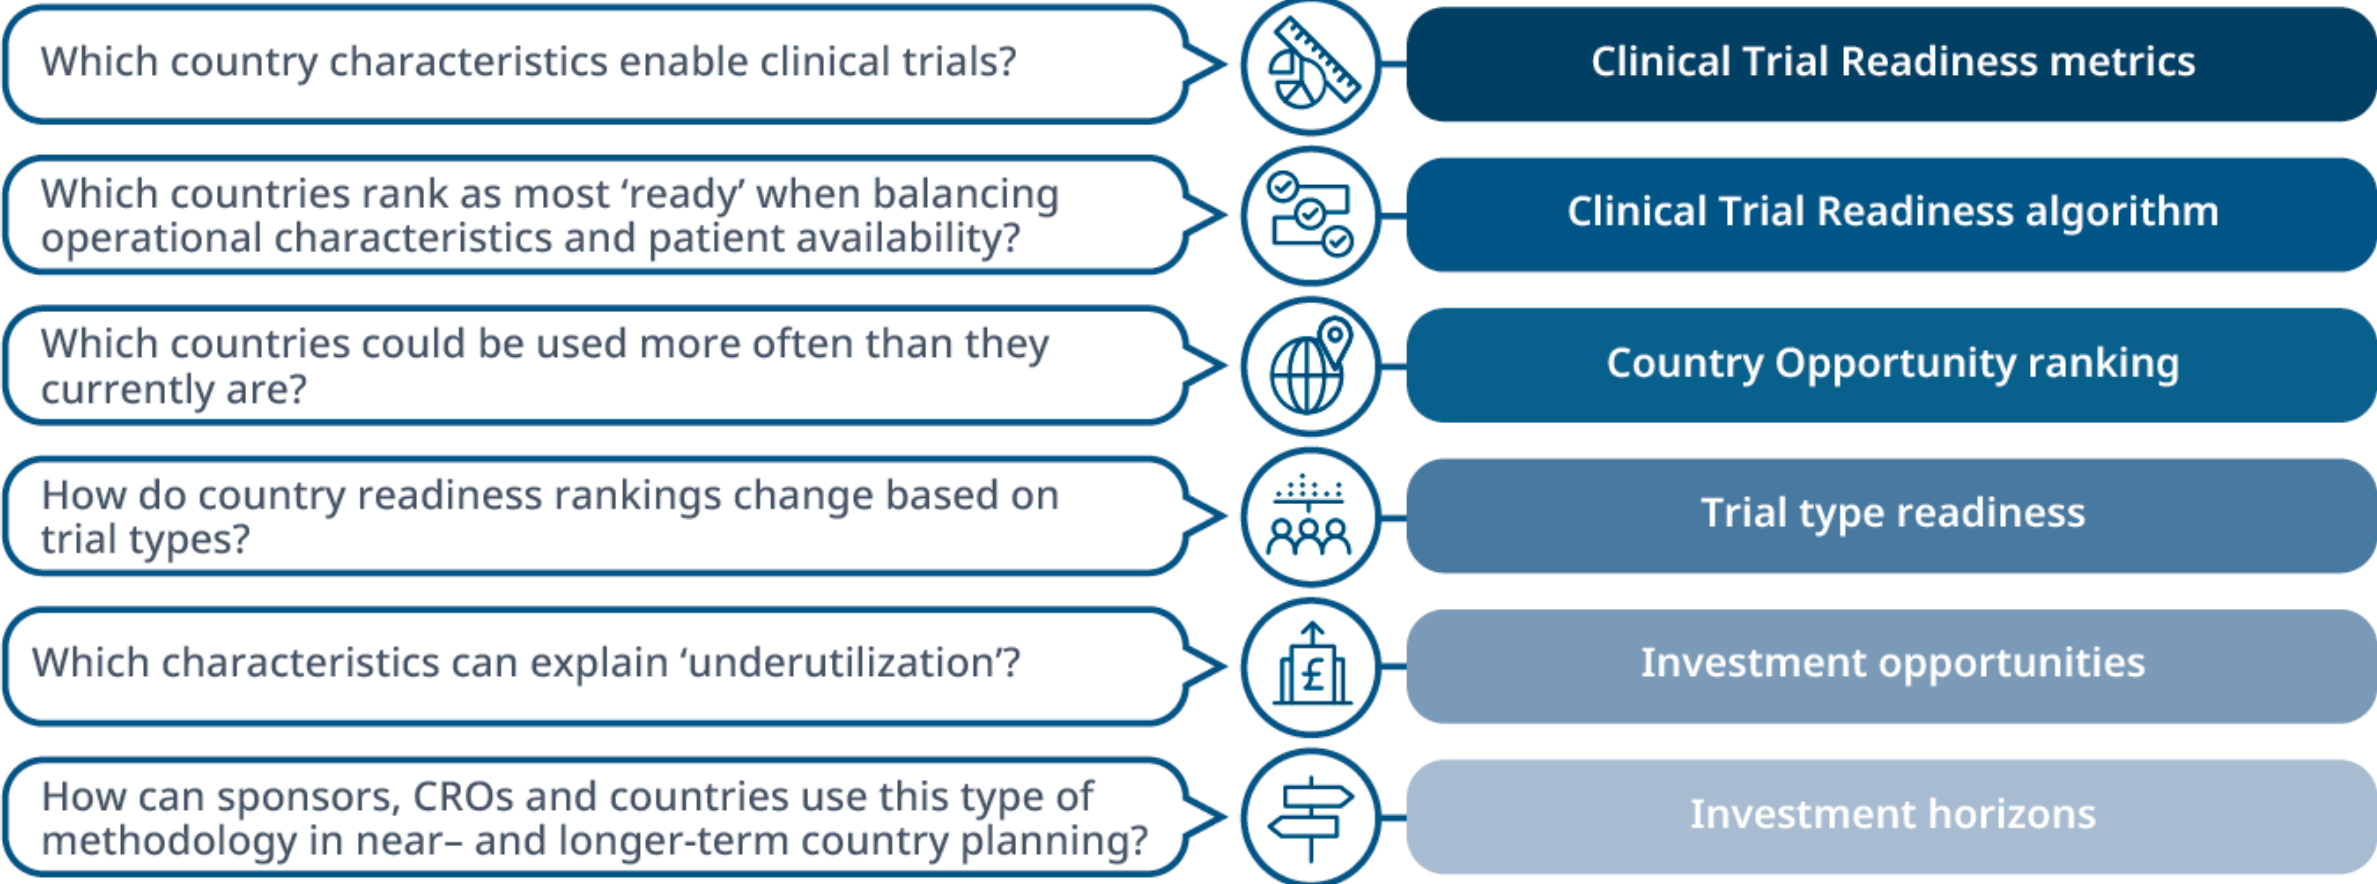 Which country characteristics enable clinical trials?
Clinical Trial Readiness metrics
Which countries rank as most ‘ready’ when balancing
operational characteristics and patient availability?
Clinical Trial Readiness algorithm
Which countries could be used more often than they
currently are?
Country Opportunity ranking
How do country readiness rankings change based on
trial types?
Trial type readiness
Which characteristics can explain ‘underutilization’?
£
Investment opportunities
How can sponsors, CROs and countries use this type of
methodology in near– and longer-term country planning?
Investment horizons